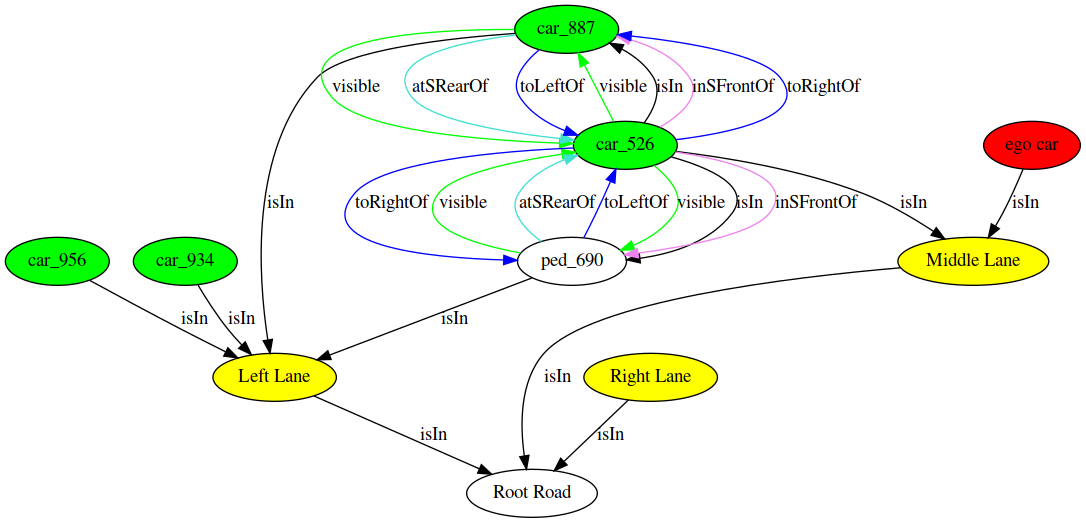 car_887
visible
atSRearOf
toLeftOf
visible
isIn
inSFrontOf
toRightOf
car_526
ego car
toRightOf
visible
atSRearOf
toLeftOf
visible
isIn
inSFrontOf
isIn
isIn
isIn
car_956
car_934
ped_690
Middle Lane
isIn
isIn
isIn
Left Lane
isIn
Right Lane
isIn
isIn
Root Road